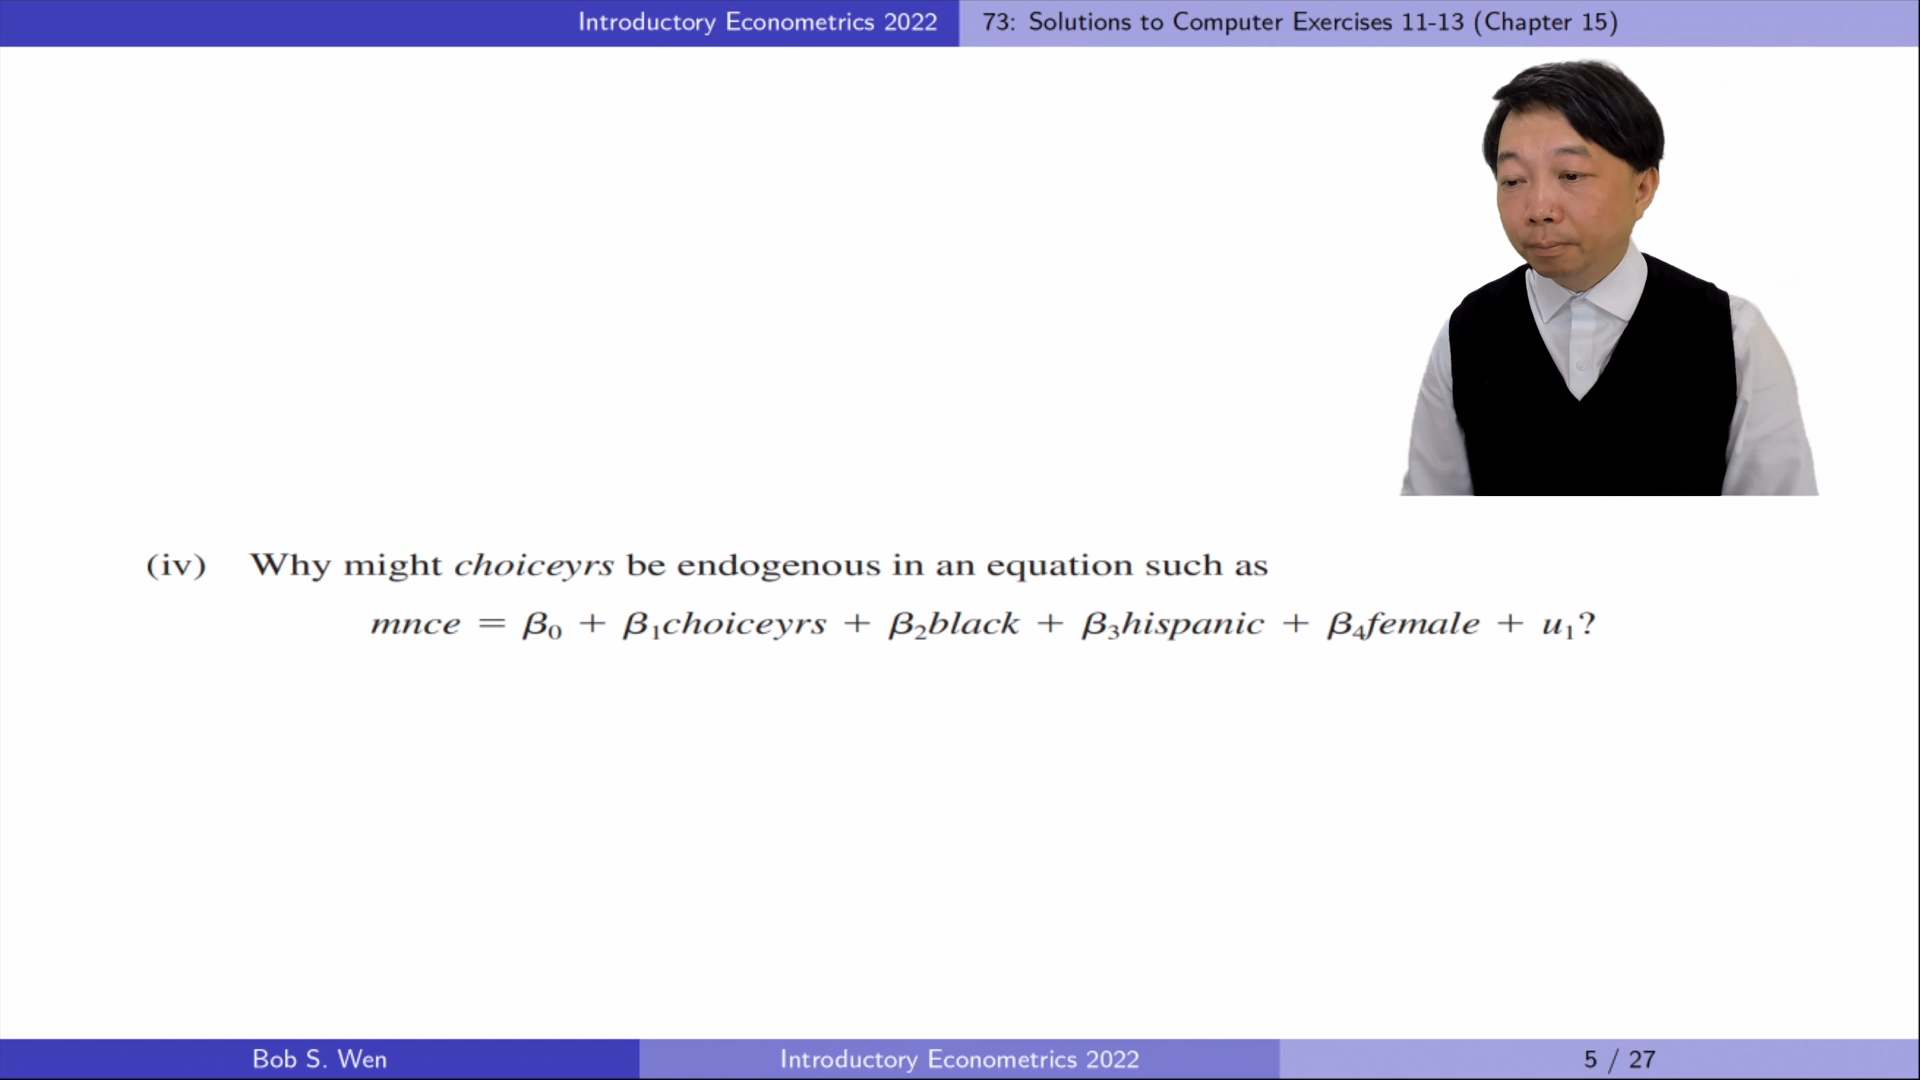 Introductory Econometrics 2022
73: Solutions to Computer Exercises 11-13 (Chapter 15)
(iv) Why might choiceyrs be endogenous in an equation such as
mnce = β₀ + β₁choiceyrs + β₂black + β₃hispanic + β₄female + u₁?
Bob S. Wen
Introductory Econometrics 2022
5 / 27